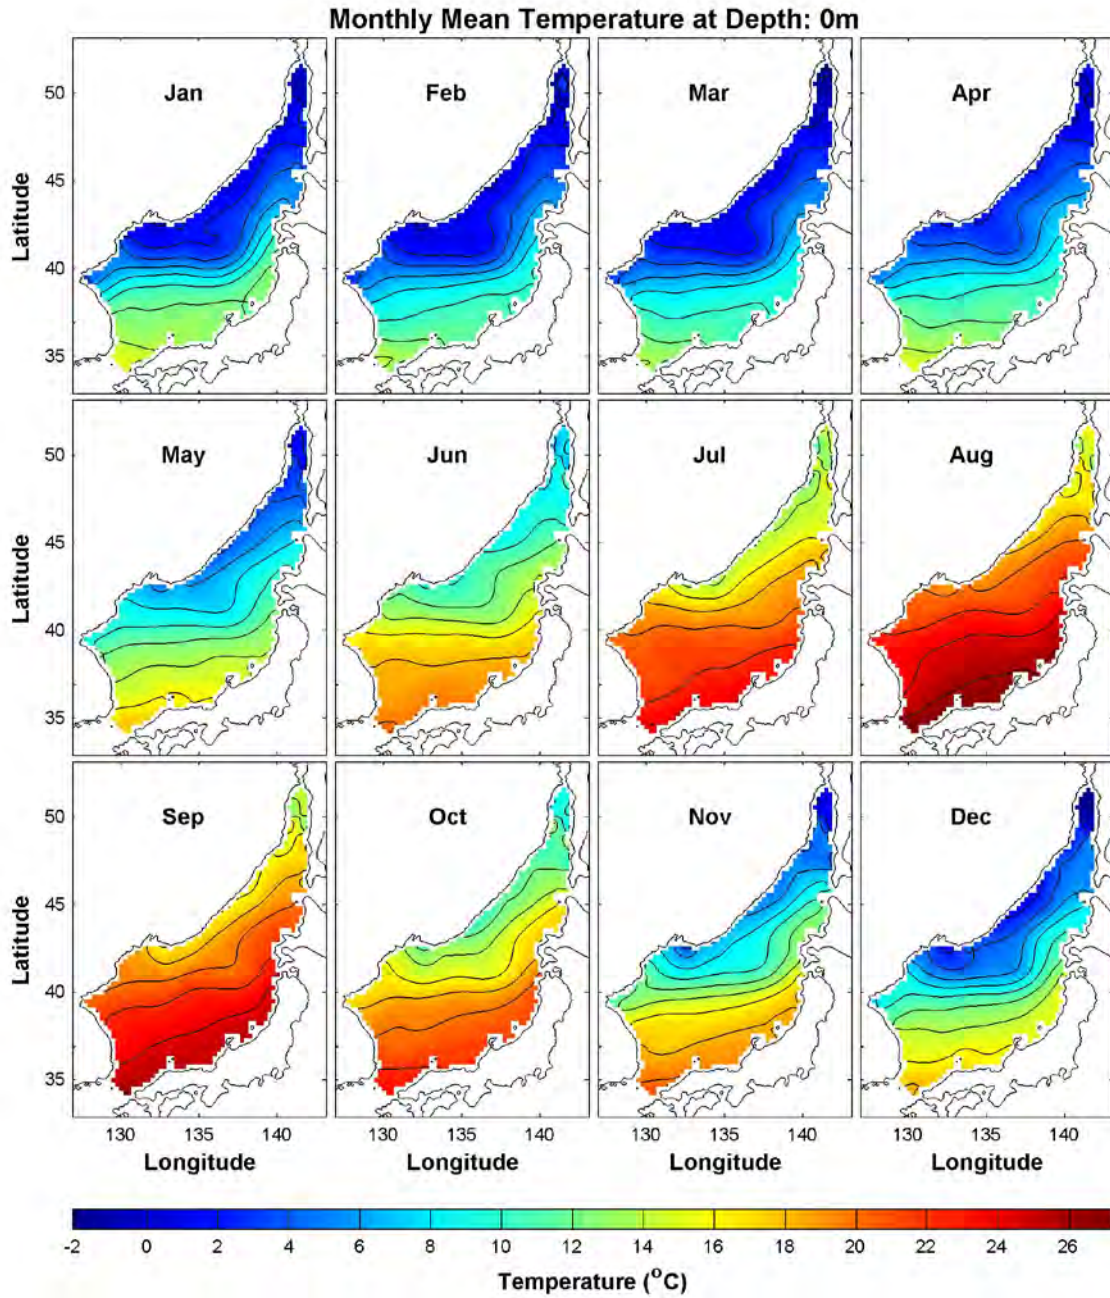 Monthly Mean Temperature at Depth: 0m
Jan Feb Mar Apr
50
45
40
35
Latitude
May Jun Jul Aug
50
45
40
35
Latitude
Sep Oct Nov Dec
50
45
40
35
Latitude
130 135 140 130 135 140 130 135 140 130 135 140
Longitude Longitude Longitude Longitude
-2 0 2 4 6 8 10 12 14 16 18 20 22 24 26
Temperature (°C)